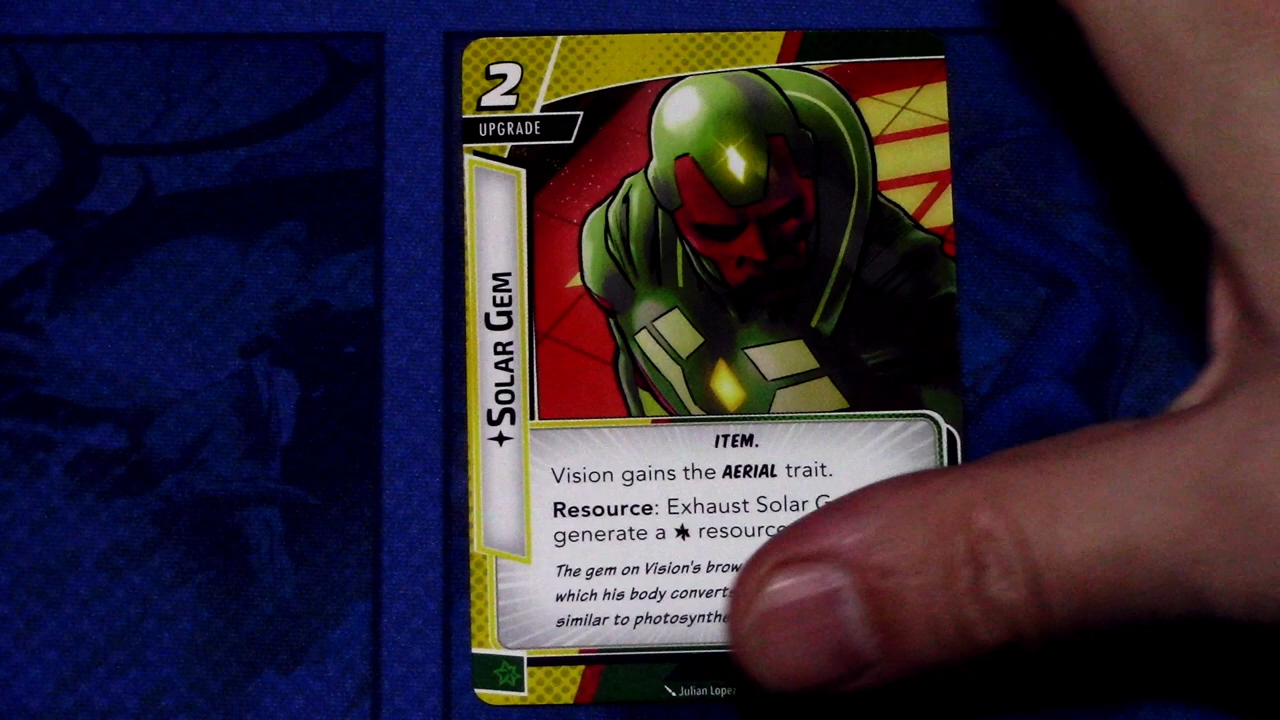 2
UPGRADE
SOLAR GEM
ITEM.
Vision gains the AERIAL trait.
Resource: Exhaust Solar
generate a resource
The gem on Vision's brow
which his body converts
similar to
Julian Lopez